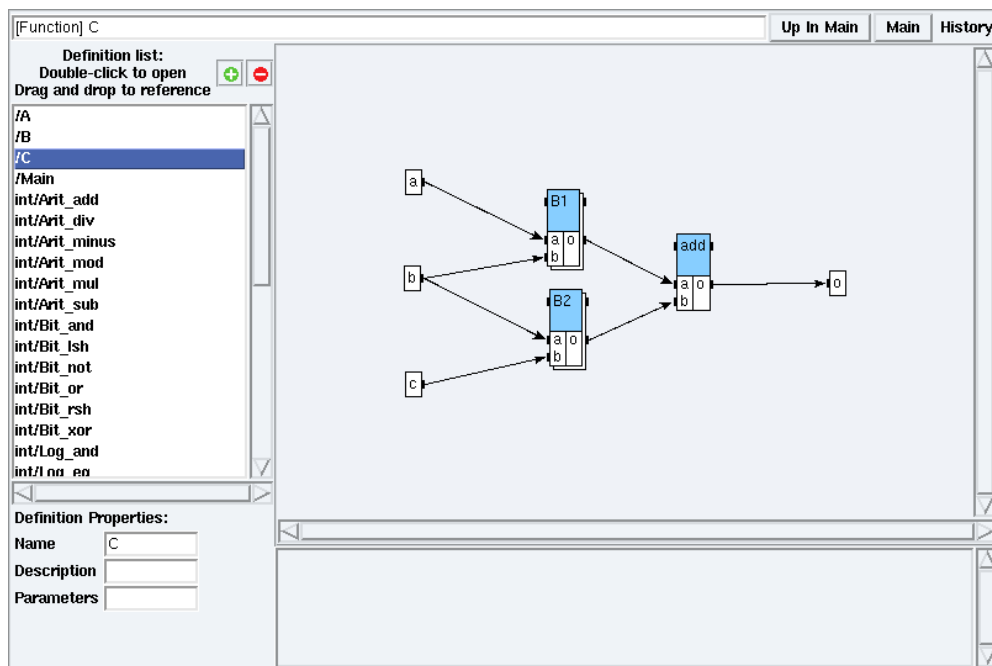 [Function] C
Up In Main
Main
History
Definition list:
Double-click to open
Drag and drop to reference
/A
/B
/C
/Main
int/Arit_add
int/Arit_div
int/Arit_minus
int/Arit_mod
int/Arit_mul
int/Arit_sub
int/Bit_and
int/Bit_lsh
int/Bit_not
int/Bit_or
int/Bit_rsh
int/Bit_xor
int/Log_and
int/Log_eq
Definition Properties:
Name C
Description
Parameters
a
b
c
B1
a o
b
B2
a o
b
add
a o
b
o